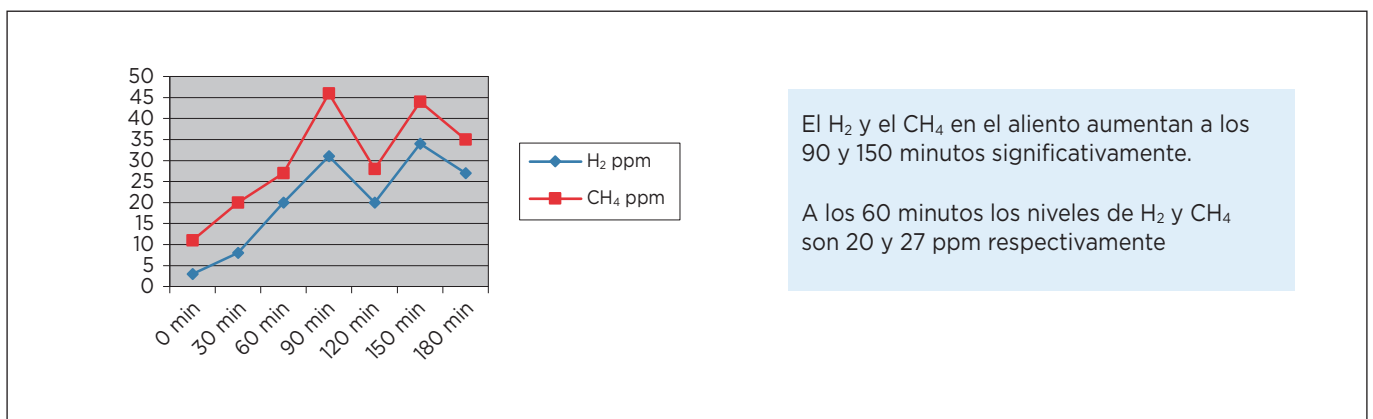 50
45
40
35
30
25
20
15
10
5
0
0 min
30 min
60 min
90 min
120 min
150 min
180 min
H₂ ppm
CH₄ ppm
El H₂ y el CH₄ en el aliento aumentan a los
90 y 150 minutos significativamente.
A los 60 minutos los niveles de H₂ y CH₄
son 20 y 27 ppm respectivamente